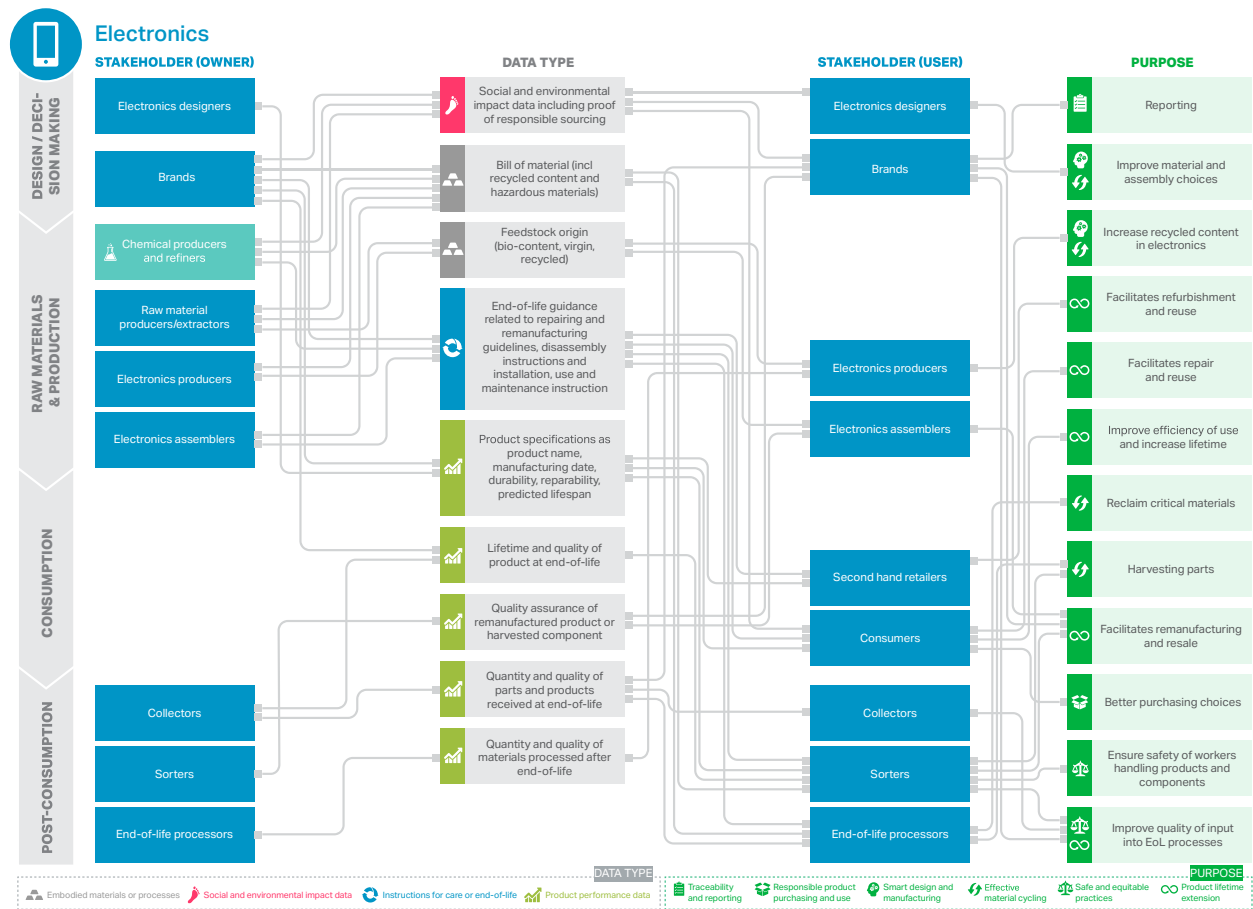 Electronics
STAKEHOLDER (OWNER)
DATA TYPE
STAKEHOLDER (USER)
PURPOSE
DESIGN / DECI-
SION MAKING
RAW MATERIALS
& PRODUCTION
CONSUMPTION
POST-CONSUMPTION
Electronics designers
Brands
Chemical producers
and refiners
Raw material
producers/extractors
Electronics producers
Electronics assemblers
Collectors
Sorters
End-of-life processors
Social and environmental
impact data including proof
of responsible sourcing
Bill of material (incl
recycled content and
hazardous materials)
Feedstock origin
(bio-content, virgin,
recycled)
End-of-life guidance
related to repairing and
remanufacturing
guidelines, disassembly
instructions and
installation, use and
maintenance instruction
Product specifications as
product name,
manufacturing date,
durability, reparability,
predicted lifespan
Lifetime and quality of
product at end-of-life
Quality assurance of
remanufactured product or
harvested component
Quantity and quality of
parts and products
received at end-of-life
Quantity and quality of
materials processed after
end-of-life
Electronics designers
Brands
Electronics producers
Electronics assemblers
Second hand retailers
Consumers
Collectors
Sorters
End-of-life processors
Reporting
Improve material and
assembly choices
Increase recycled content
in electronics
Facilitates refurbishment
and reuse
Facilitates repair
and reuse
Improve efficiency of use
and increase lifetime
Reclaim critical materials
Harvesting parts
Facilitates remanufacturing
and resale
Better purchasing choices
Ensure safety of workers
handling products and
components
Improve quality of input
into EoL processes
DATA TYPE
Embodied materials or processes
Social and environmental impact data
Instructions for care or end-of-life
Product performance data
PURPOSE
Traceability
and reporting
Responsible product
purchasing and use
Smart design and
manufacturing
Effective
material cycling
Safe and equitable
practices
Product lifetime
extension